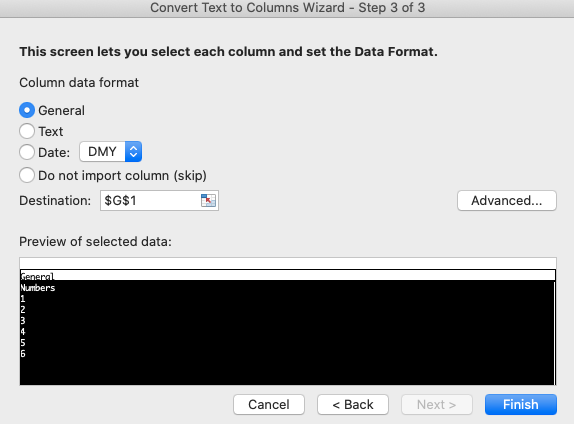 Convert Text to Columns Wizard - Step 3 of 3
This screen lets you select each column and set the Data Format.
Column data format
General
Text
Date: DMY
Do not import column (skip)
Destination: $G$1 Advanced...
Preview of selected data:
General
Numbers
1
2
3
4
5
6
Cancel < Back Next > Finish